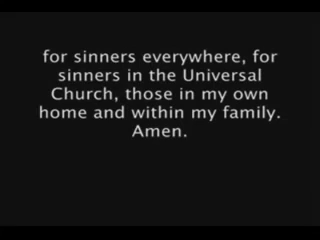 for sinners everywhere, for
sinners in the Universal
Church, those in my own
home and within my family.
Amen.